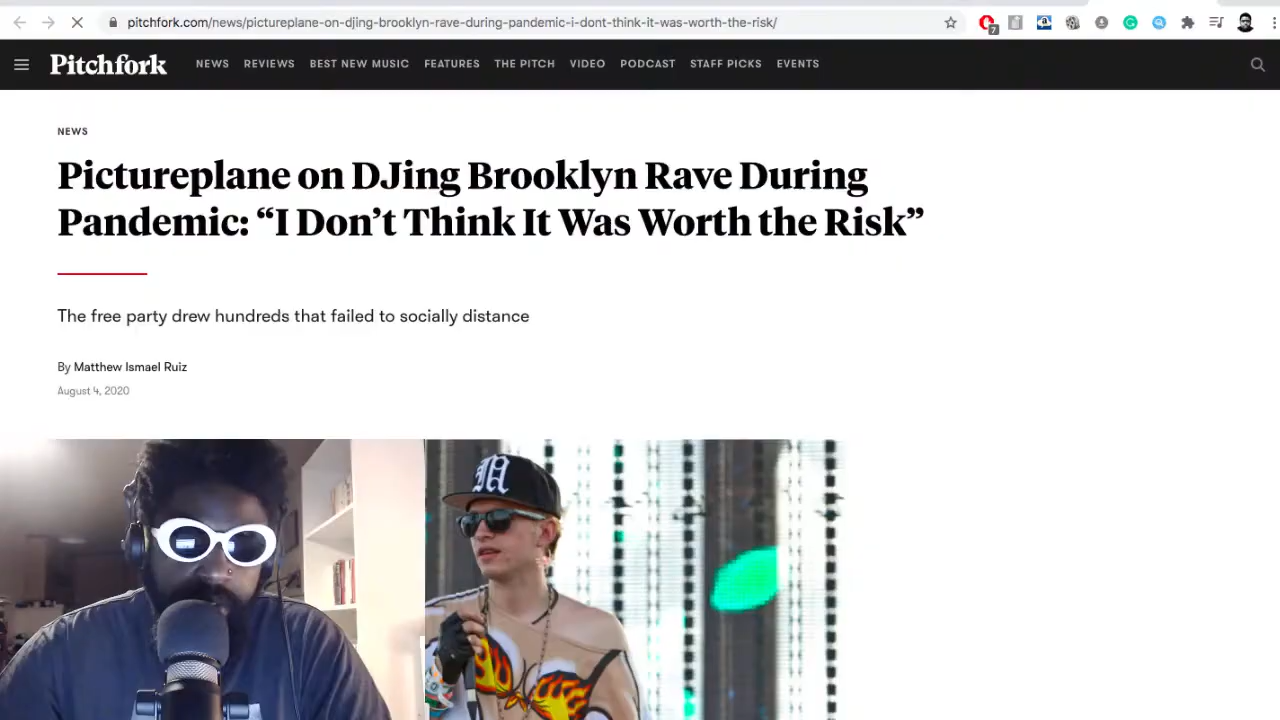 pitchfork.com/news/pictureplane-on-djing-brooklyn-rave-during-pandemic-i-dont-think-it-was-worth-the-risk/
7
Pitchfork NEWS REVIEWS BEST NEW MUSIC FEATURES THE PITCH VIDEO PODCAST STAFF PICKS EVENTS
NEWS
Pictureplane on DJing Brooklyn Rave During
Pandemic: “I Don’t Think It Was Worth the Risk”
The free party drew hundreds that failed to socially distance
By Matthew Ismael Ruiz
August 4, 2020